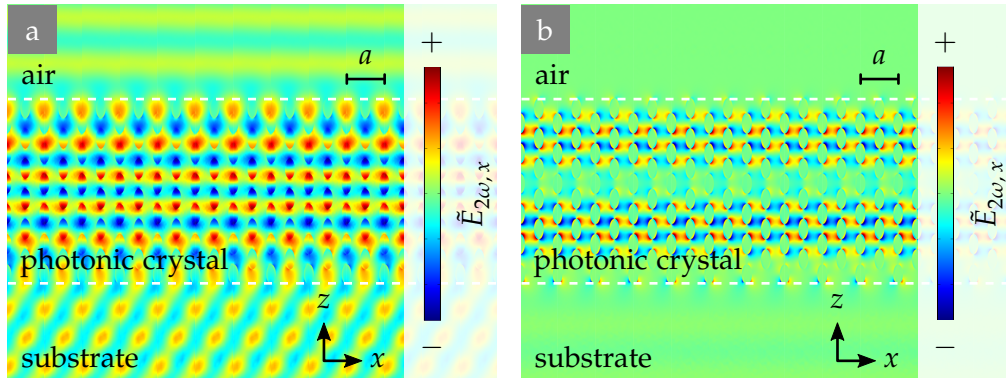 a
air
a
photonic crystal
z
x
substrate
+
Ẽ2ω, x
−
b
air
a
photonic crystal
z
x
substrate
+
Ẽ2ω, x
−